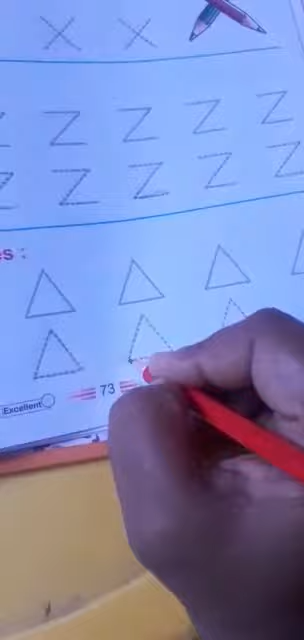 X X
Z Z Z Z
Z Z Z Z Z
es :
73
Excellent